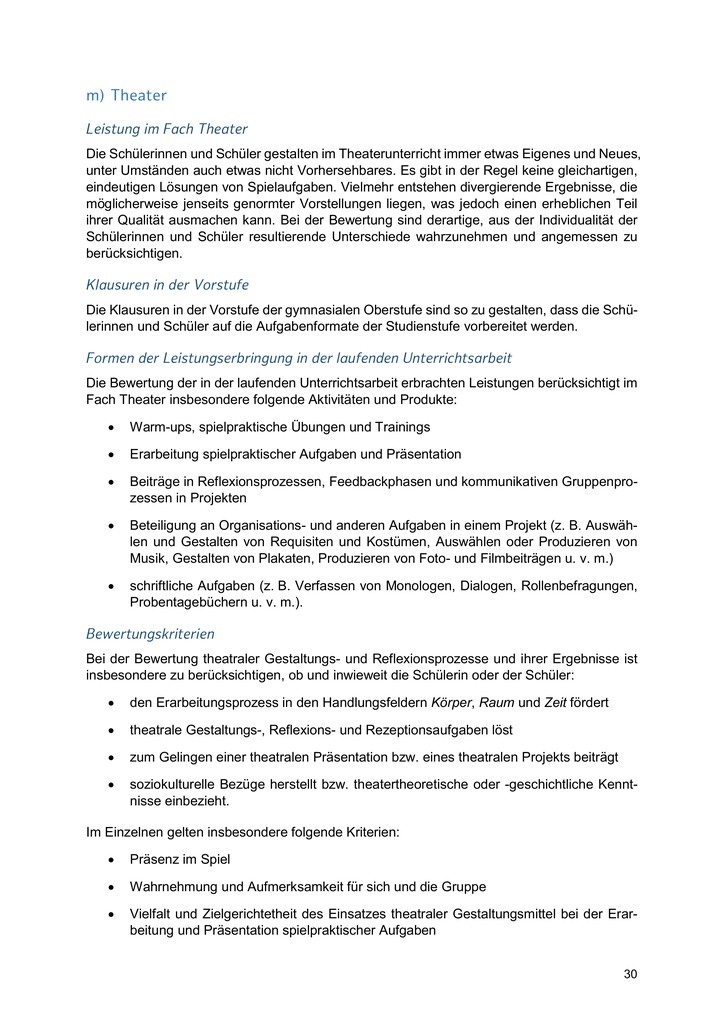 m) Theater
Leistung im Fach Theater
Die Schülerinnen und Schüler gestalten im Theaterunterricht immer etwas Eigenes und Neues,
unter Umständen auch etwas nicht Vorhersehbares. Es gibt in der Regel keine gleichartigen,
eindeutigen Lösungen von Spielaufgaben. Vielmehr entstehen divergierende Ergebnisse, die
möglicherweise jenseits genormter Vorstellungen liegen, was jedoch einen erheblichen Teil
ihrer Qualität ausmachen kann. Bei der Bewertung sind derartige, aus der Individualität der
Schülerinnen und Schüler resultierende Unterschiede wahrzunehmen und angemessen zu
berücksichtigen.
Klausuren in der Vorstufe
Die Klausuren in der Vorstufe der gymnasialen Oberstufe sind so zu gestalten, dass die Schü-
lerinnen und Schüler auf die Aufgabenformate der Studienstufe vorbereitet werden.
Formen der Leistungserbringung in der laufenden Unterrichtsarbeit
Die Bewertung der in der laufenden Unterrichtsarbeit erbrachten Leistungen berücksichtigt im
Fach Theater insbesondere folgende Aktivitäten und Produkte:
• Warm-ups, spielpraktische Übungen und Trainings
• Erarbeitung spielpraktischer Aufgaben und Präsentation
• Beiträge in Reflexionsprozessen, Feedbackphasen und kommunikativen Gruppenpro-
zessen in Projekten
• Beteiligung an Organisations- und anderen Aufgaben in einem Projekt (z. B. Auswäh-
len und Gestalten von Requisiten und Kostümen, Auswählen oder Produzieren von
Musik, Gestalten von Plakaten, Produzieren von Foto- und Filmbeiträgen u. v. m.)
• schriftliche Aufgaben (z. B. Verfassen von Monologen, Dialogen, Rollenbefragungen,
Probentagebüchern u. v. m.).
Bewertungskriterien
Bei der Bewertung theatraler Gestaltungs- und Reflexionsprozesse und ihrer Ergebnisse ist
insbesondere zu berücksichtigen, ob und inwieweit die Schülerin oder der Schüler:
• den Erarbeitungsprozess in den Handlungsfeldern Körper, Raum und Zeit fördert
• theatrale Gestaltungs-, Reflexions- und Rezeptionsaufgaben löst
• zum Gelingen einer theatralen Präsentation bzw. eines theatralen Projekts beiträgt
• soziokulturelle Bezüge herstellt bzw. theatertheoretische oder -geschichtliche Kennt-
nisse einbezieht.
Im Einzelnen gelten insbesondere folgende Kriterien:
• Präsenz im Spiel
• Wahrnehmung und Aufmerksamkeit für sich und die Gruppe
• Vielfalt und Zielgerichtetheit des Einsatzes theatraler Gestaltungsmittel bei der Erar-
beitung und Präsentation spielpraktischer Aufgaben
30